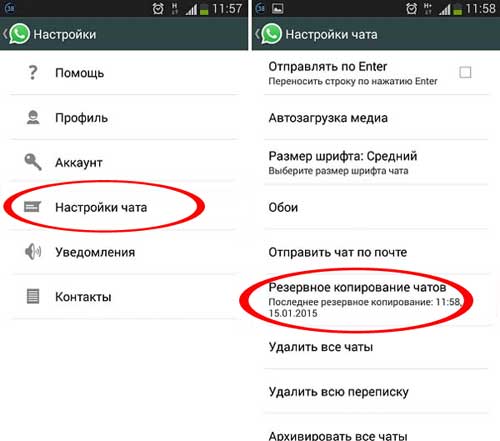 38 H 11:57
Настройки
Помощь
Профиль
Аккаунт
Настройки чата
Уведомления
Контакты
38 H+ 11:58
Настройки чата
Отправлять по Enter
Переносить строку по нажатию Enter
Автозагрузка медиа
Размер шрифта: Средний
Выберите размер шрифта чата
Обои
Отправить чат по почте
Резервное копирование чатов
Последнее резервное копирование: 11:58,
15.01.2015
Удалить все чаты
Удалить всю переписку
Архивировать все чаты